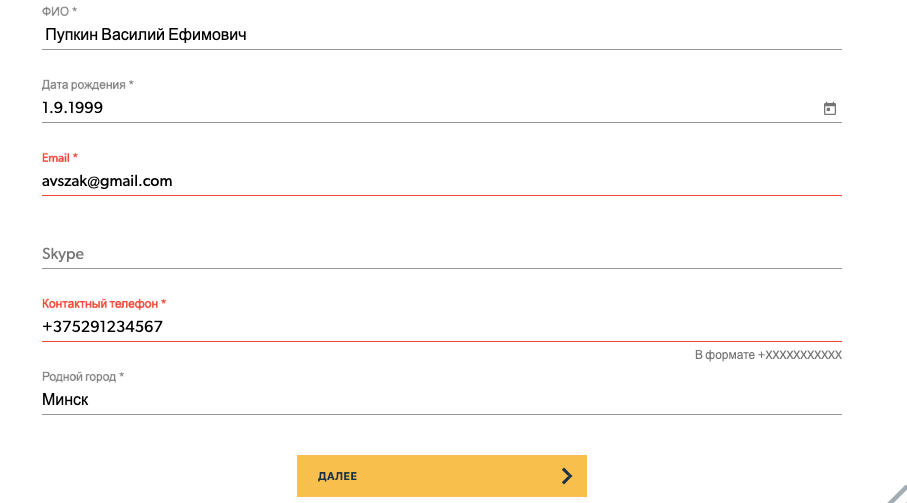 ФИО *
Пупкин Василий Ефимович
Дата рождения *
1.9.1999
Email *
avszak@gmail.com
Skype
Контактный телефон *
+375291234567
В формате +XXXXXXXXXXX
Родной город *
Минск
ДАЛЕЕ